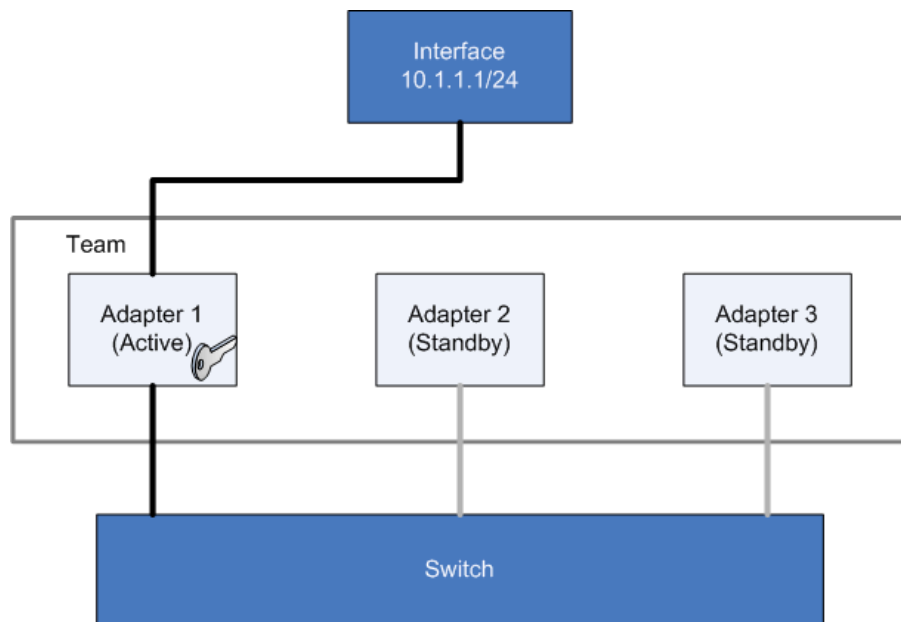 Interface
10.1.1.1/24
Team
Adapter 1
(Active)
Adapter 2
(Standby)
Adapter 3
(Standby)
Switch